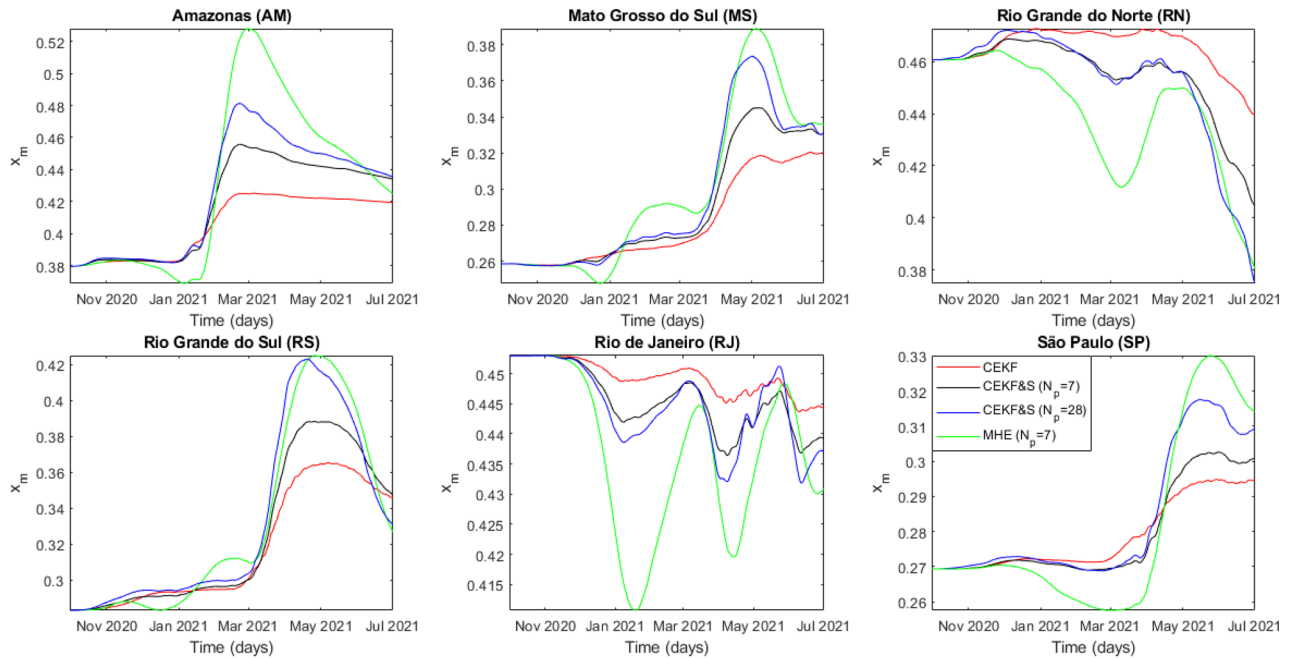 Amazonas (AM)
0.52
0.5
0.48
0.46
0.44
0.42
0.4
0.38
x_m
Nov 2020 Jan 2021 Mar 2021 May 2021 Jul 2021
Time (days)
Mato Grosso do Sul (MS)
0.38
0.36
0.34
0.32
0.3
0.28
0.26
x_m
Nov 2020 Jan 2021 Mar 2021 May 2021 Jul 2021
Time (days)
Rio Grande do Norte (RN)
0.46
0.44
0.42
0.4
0.38
x_m
Nov 2020 Jan 2021 Mar 2021 May 2021 Jul 2021
Time (days)
Rio Grande do Sul (RS)
0.42
0.4
0.38
0.36
0.34
0.32
0.3
x_m
Nov 2020 Jan 2021 Mar 2021 May 2021 Jul 2021
Time (days)
Rio de Janeiro (RJ)
0.45
0.445
0.44
0.435
0.43
0.425
0.42
0.415
x_m
Nov 2020 Jan 2021 Mar 2021 May 2021 Jul 2021
Time (days)
São Paulo (SP)
0.33
0.32
0.31
0.3
0.29
0.28
0.27
0.26
x_m
CEKF
CEKF&S (N_p=7)
CEKF&S (N_p=28)
MHE (N_p=7)
Nov 2020 Jan 2021 Mar 2021 May 2021 Jul 2021
Time (days)